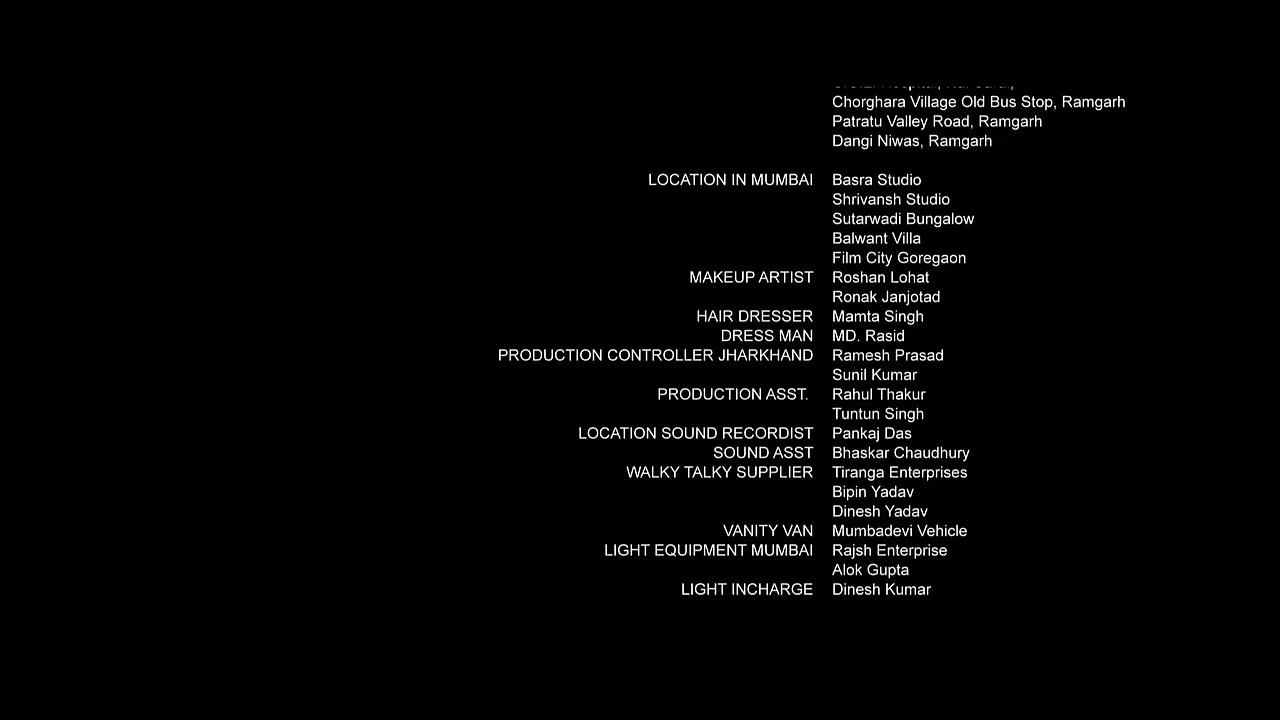 Chorghara Village Old Bus Stop, Ramgarh
Patratu Valley Road, Ramgarh
Dangi Niwas, Ramgarh
LOCATION IN MUMBAI Basra Studio
Shrivansh Studio
Sutarwadi Bungalow
Balwant Villa
Film City Goregaon
MAKEUP ARTIST Roshan Lohat
Ronak Janjotad
HAIR DRESSER Mamta Singh
DRESS MAN MD. Rasid
PRODUCTION CONTROLLER JHARKHAND Ramesh Prasad
Sunil Kumar
PRODUCTION ASST. Rahul Thakur
Tuntun Singh
LOCATION SOUND RECORDIST Pankaj Das
SOUND ASST Bhaskar Chaudhury
WALKY TALKY SUPPLIER Tiranga Enterprises
Bipin Yadav
Dinesh Yadav
VANITY VAN Mumbadevi Vehicle
LIGHT EQUIPMENT MUMBAI Rajsh Enterprise
Alok Gupta
LIGHT INCHARGE Dinesh Kumar